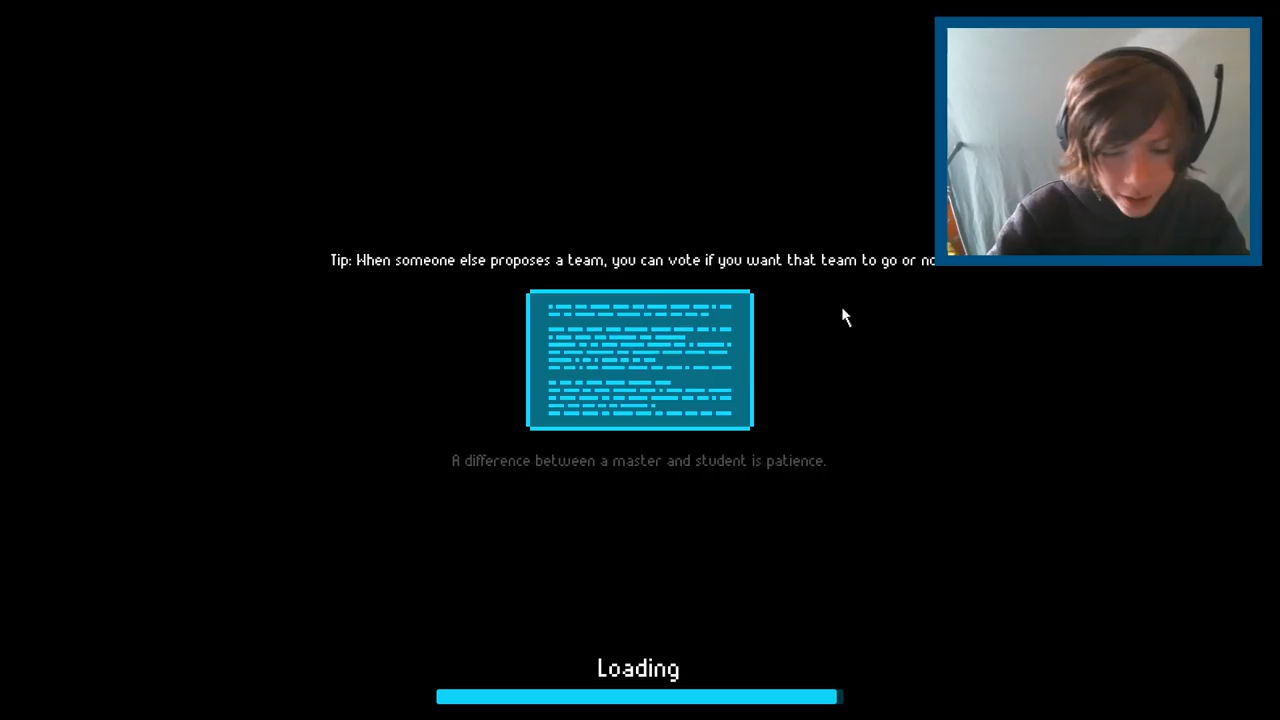 Tip: When someone else proposes a team, you can vote if you want that team to go or
A difference between a master and student is patience.
Loading